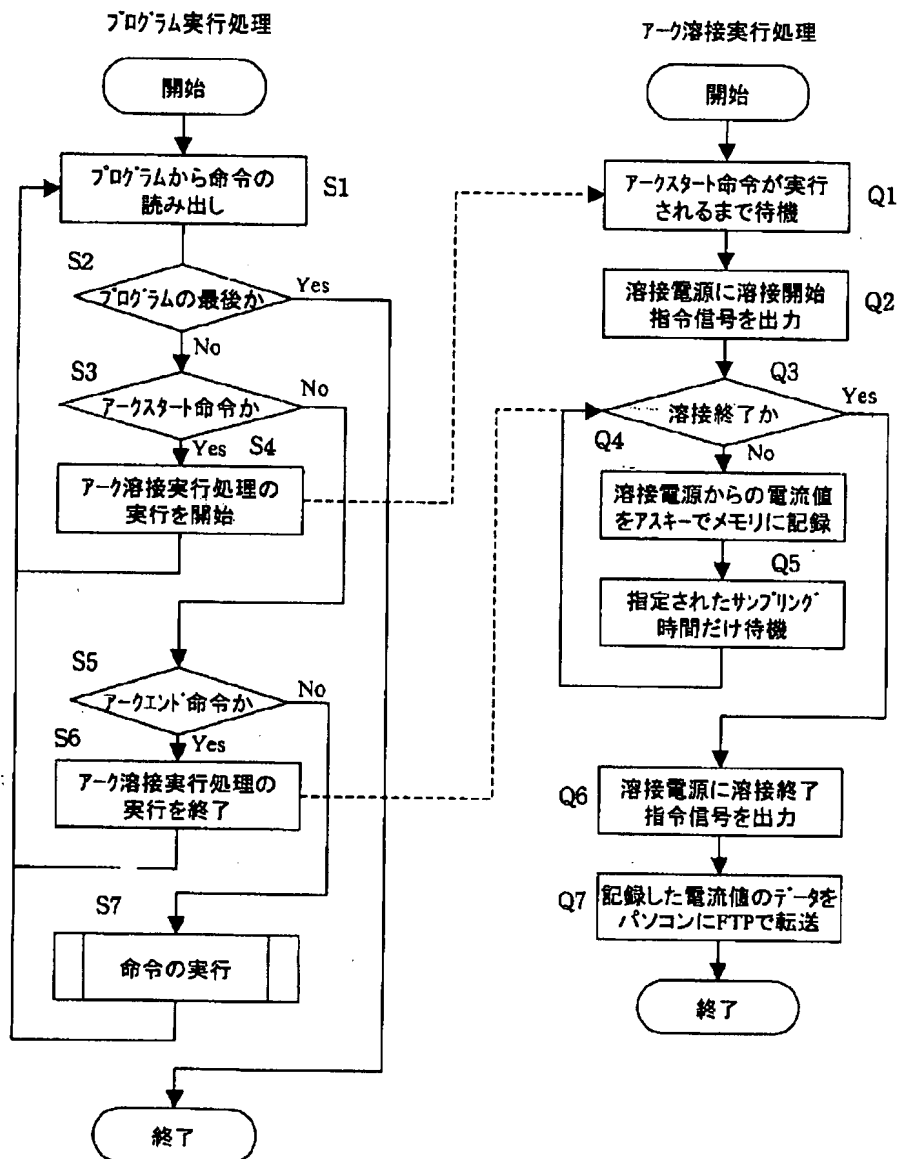 プログラム実行処理
開始
プログラムから命令の
読み出し
S1
S2
プログラムの最後か
Yes
No
S3
アークスタート命令か
No
Yes
S4
アーク溶接実行処理の
実行を開始
S5
アークエンド命令か
No
S6
Yes
アーク溶接実行処理の
実行を終了
S7
命令の実行
終了
アーク溶接実行処理
開始
アークスタート命令が実行
されるまで待機
Q1
溶接電源に溶接開始
指令信号を出力
Q2
Q3
溶接終了か
Yes
Q4
No
溶接電源からの電流値
をアスキーでメモリに記録
Q5
指定されたサンプリング
時間だけ待機
Q6
溶接電源に溶接終了
指令信号を出力
Q7
記録した電流値のデータを
パソコンにFTPで転送
終了